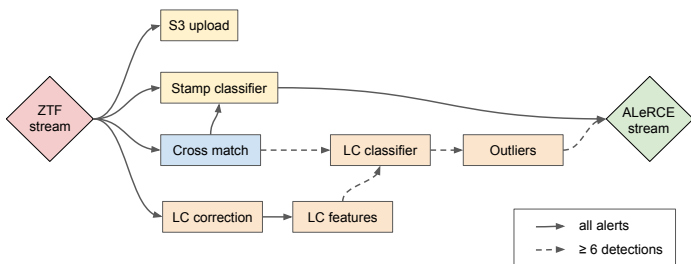 S3 upload
ZTF
stream
Stamp classifier
ALeRCE
stream
Cross match
LC classifier
Outliers
LC correction
LC features
all alerts
≥ 6 detections